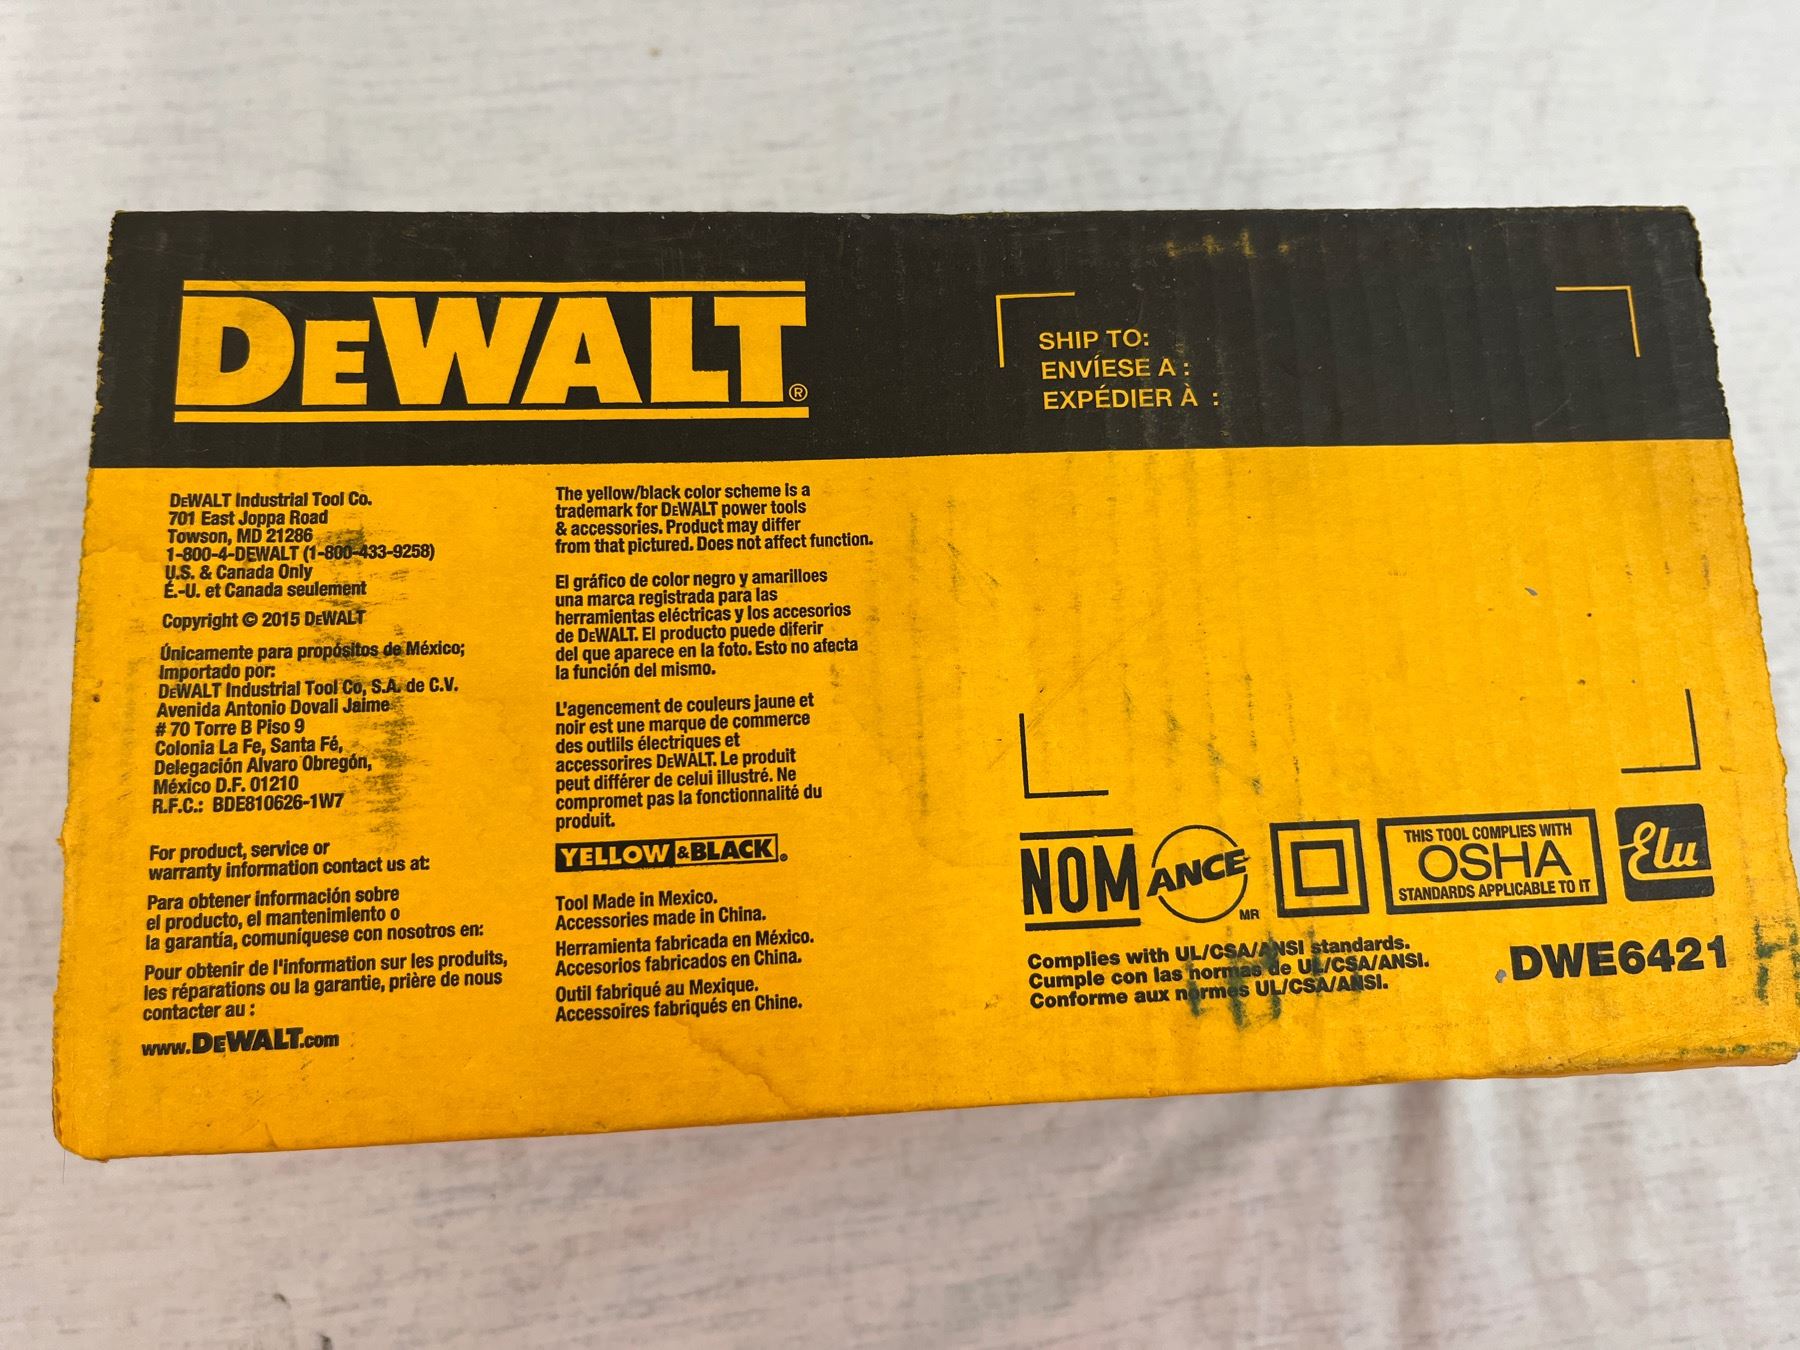 DEWALT®
SHIP TO:
ENVÍESE A :
EXPÉDIER À :
DEWALT Industrial Tool Co.
701 East Joppa Road
Towson, MD 21286
1-800-4-DEWALT (1-800-433-9258)
U.S. & Canada Only
É.-U. et Canada seulement
Copyright © 2015 DEWALT
Únicamente para propósitos de México;
Importado por:
DEWALT Industrial Tool Co, S.A. de C.V.
Avenida Antonio Dovali Jaime
# 70 Torre B Piso 9
Colonia La Fe, Santa Fé,
Delegación Alvaro Obregón,
México D.F. 01210
R.F.C.: BDE810626-1W7
For product, service or
warranty information contact us at:
Para obtener información sobre
el producto, el mantenimiento o
la garantía, comuníquese con nosotros en:
Pour obtenir de l'information sur les produits,
les réparations ou la garantie, prière de nous
contacter au :
www.DEWALT.com
The yellow/black color scheme is a
trademark for DEWALT power tools
& accessories. Product may differ
from that pictured. Does not affect function.
El gráfico de color negro y amarilloes
una marca registrada para las
herramientas eléctricas y los accesorios
de DEWALT. El producto puede diferir
del que aparece en la foto. Esto no afecta
la función del mismo.
L'agencement de couleurs jaune et
noir est une marque de commerce
des outlils électriques et
accessorires DEWALT. Le produit
peut différer de celui illustré. Ne
compromet pas la fonctionnalité du
produit.
YELLOW & BLACK®
Tool Made in Mexico.
Accessories made in China.
Herramienta fabricada en México.
Accesorios fabricados en China.
Outil fabriqué au Mexique.
Accessoires fabriqués en Chine.
NOM
ANCE
MR
THIS TOOL COMPLIES WITH
OSHA
STANDARDS APPLICABLE TO IT
Elu
Complies with UL/CSA/ANSI standards.
Cumple con las normas de UL/CSA/ANSI.
Conforme aux normes UL/CSA/ANSI.
DWE6421